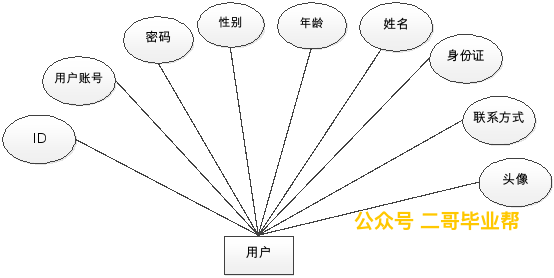 ID
用户账号
密码
性别
年龄
姓名
身份证
联系方式
头像
公众号 二哥毕业帮
用户